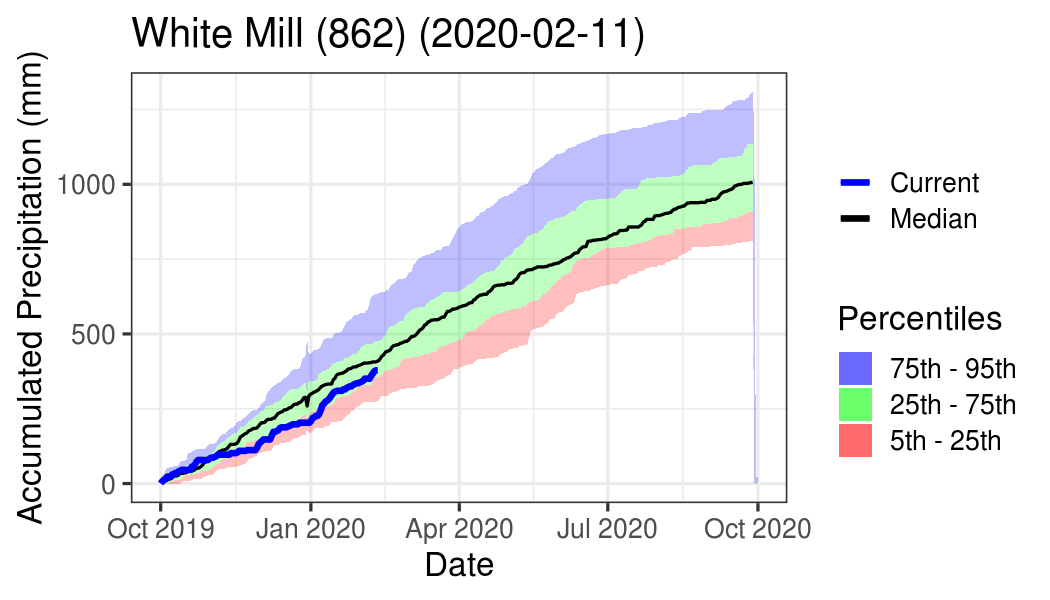 White Mill (862) (2020-02-11)
Accumulated Precipitation (mm)
1000
500
0
Oct 2019
Jan 2020
Apr 2020
Jul 2020
Oct 2020
Date
Current
Median
Percentiles
75th - 95th
25th - 75th
5th - 25th